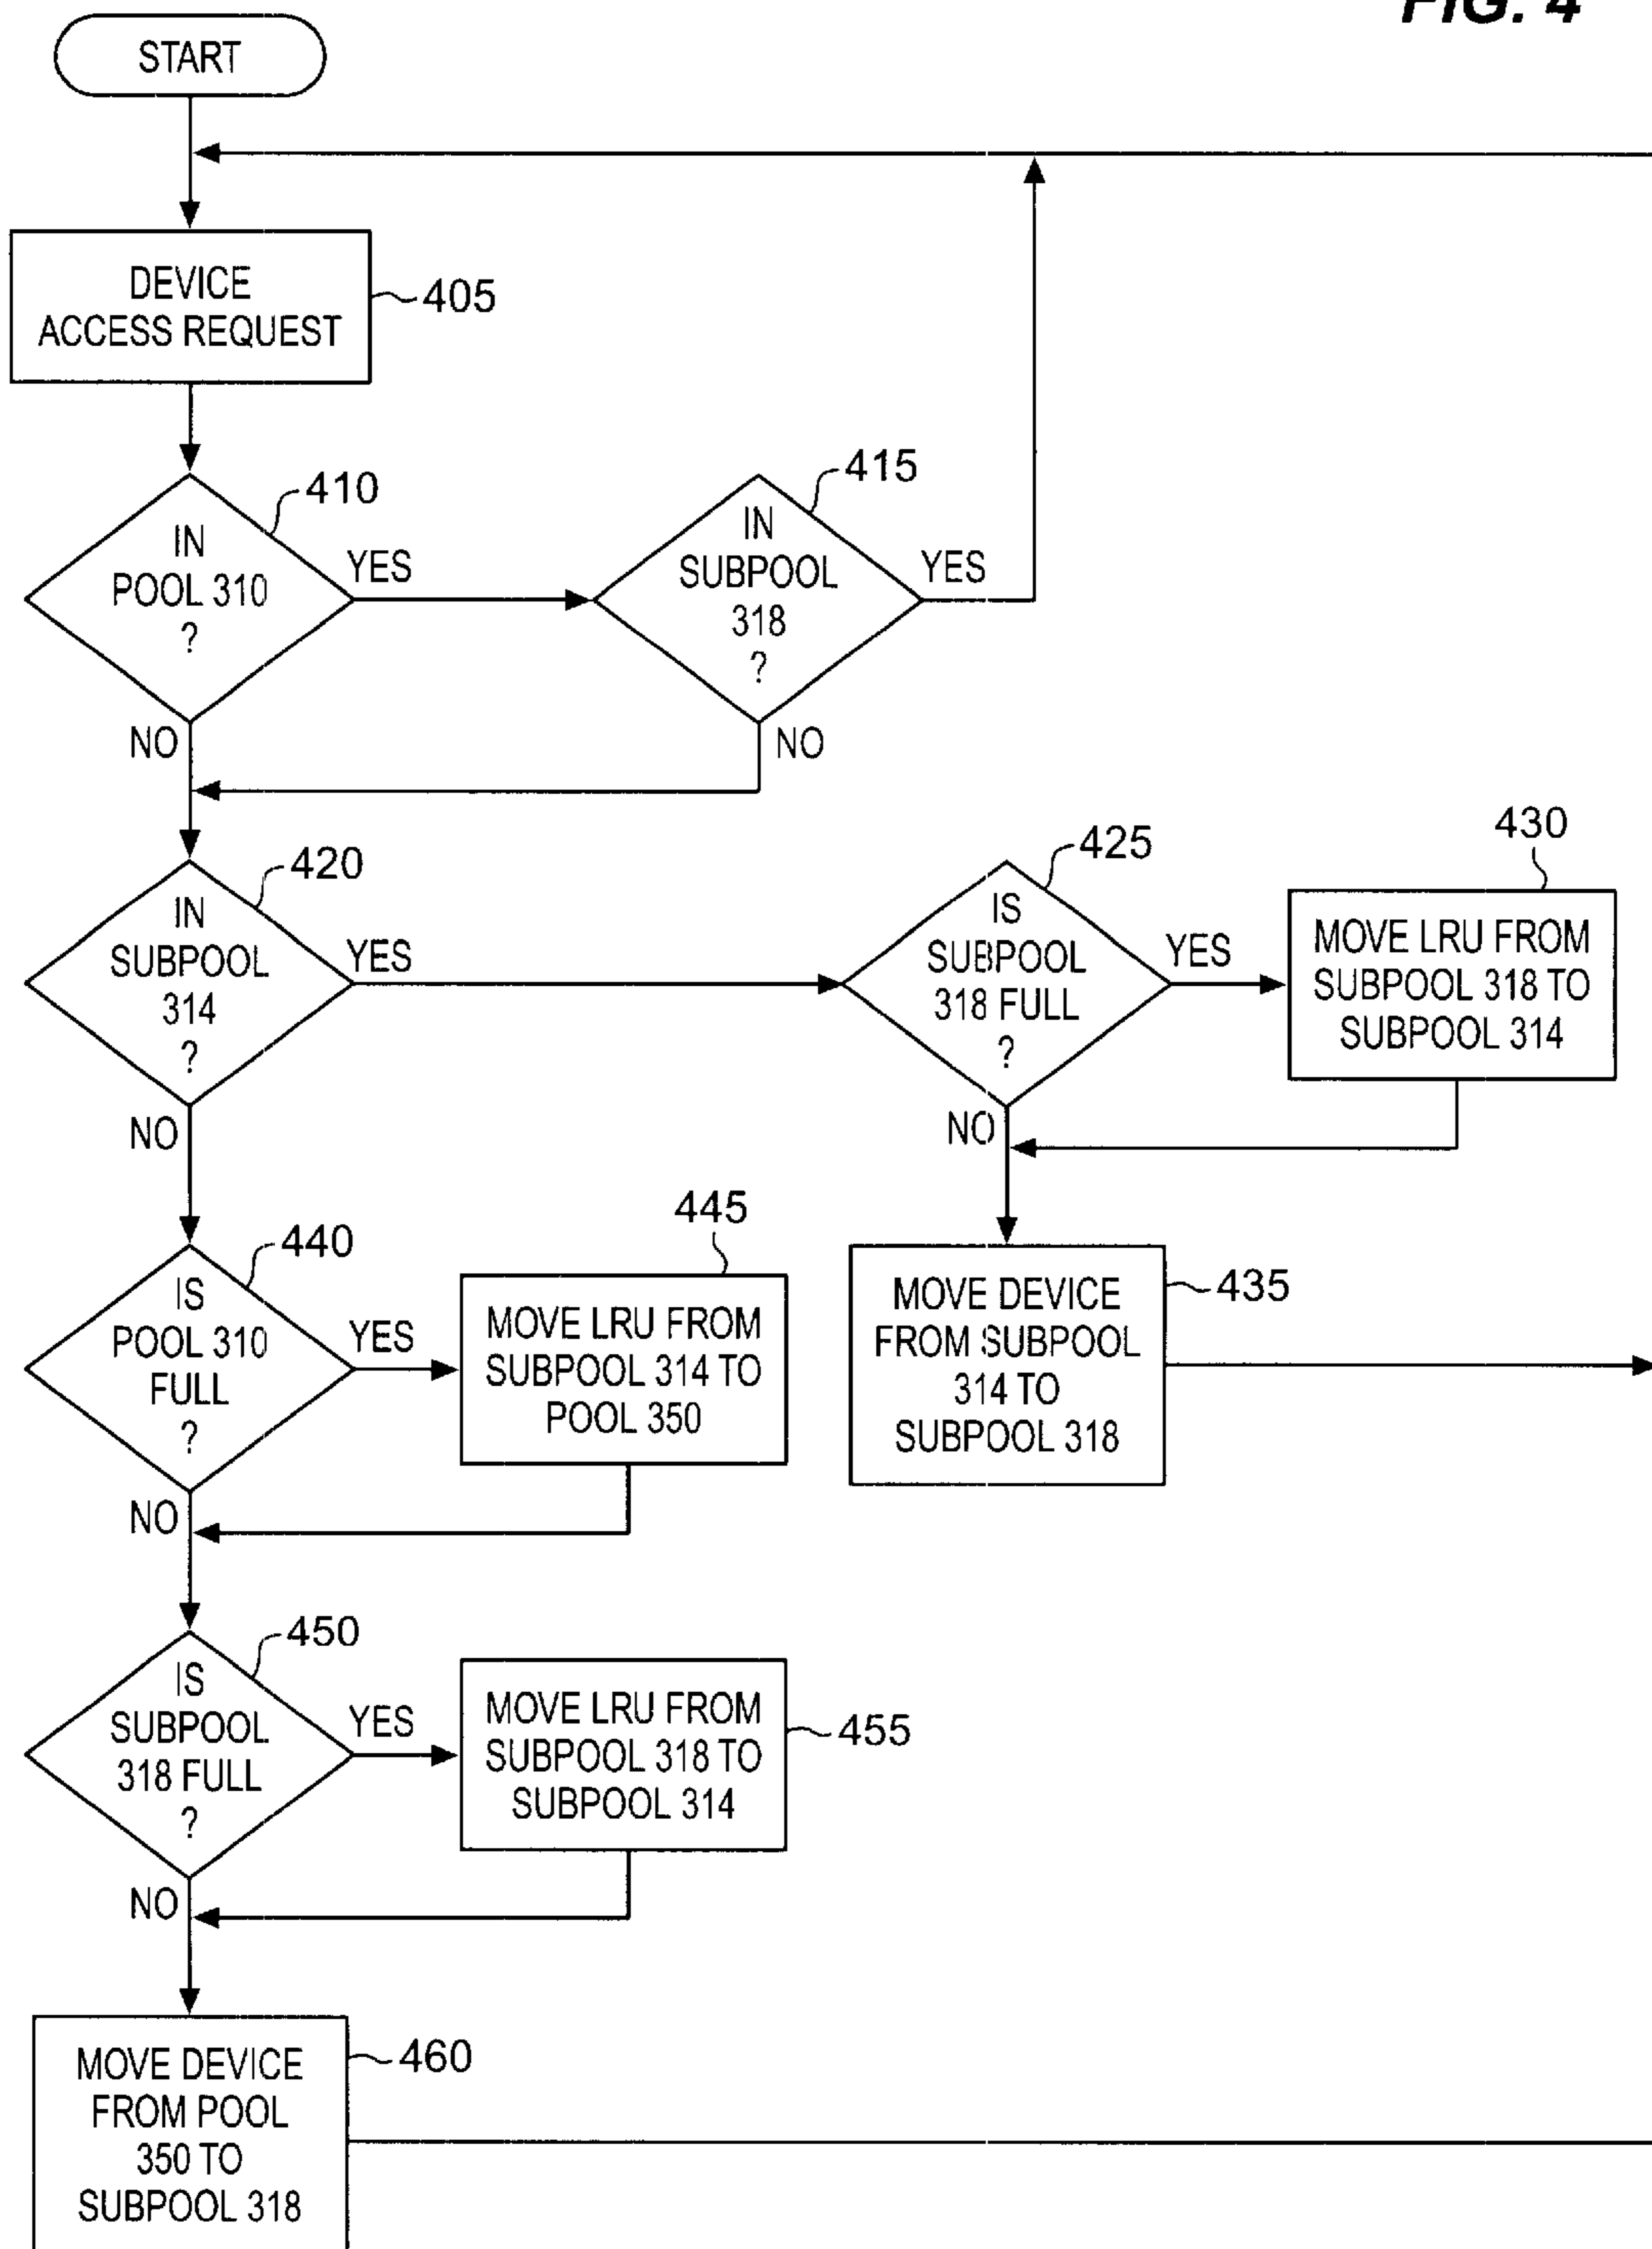 FIG. 4
START
DEVICE
ACCESS REQUEST
405
410
IN
POOL 310
?
YES
NO
415
IN
SUBPOOL
318
?
YES
NO
420
IN
SUBPOOL
314
?
YES
NO
425
IS
SUBPOOL
318 FULL
?
YES
NO
430
MOVE LRU FROM
SUBPOOL 318 TO
SUBPOOL 314
435
MOVE DEVICE
FROM SUBPOOL
314 TO
SUBPOOL 318
440
IS
POOL 310
FULL
?
YES
NO
445
MOVE LRU FROM
SUBPOOL 314 TO
POOL 350
450
IS
SUBPOOL
318 FULL
?
YES
NO
MOVE LRU FROM
SUBPOOL 318 TO
SUBPOOL 314
455
MOVE DEVICE
FROM POOL
350 TO
SUBPOOL 318
460